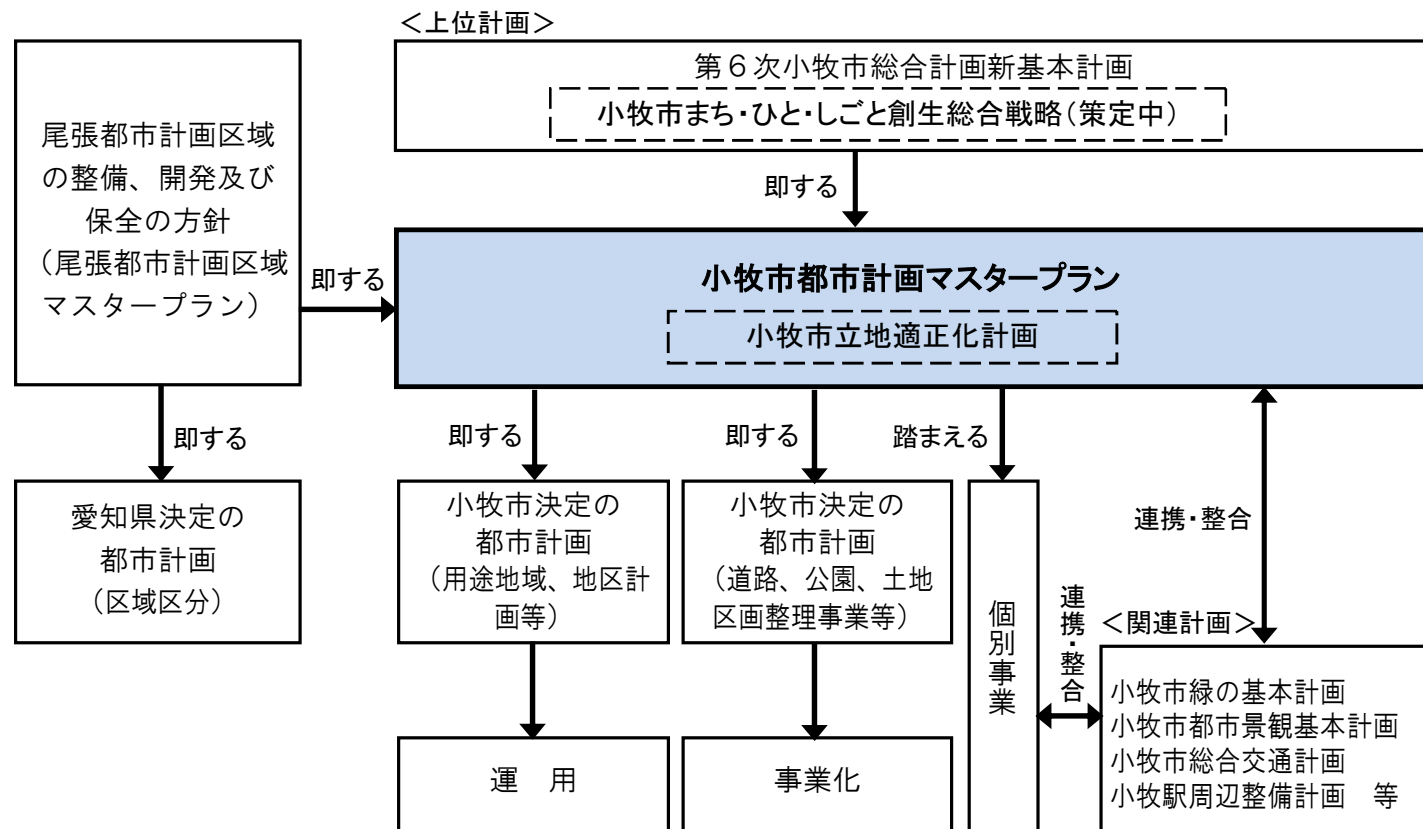 ＜上位計画＞
第６次小牧市総合計画新基本計画
小牧市まち・ひと・しごと創生総合戦略（策定中）
尾張都市計画区域
の整備、開発及び
保全の方針
（尾張都市計画区域
マスタープラン）
即する
即する
小牧市都市計画マスタープラン
小牧市立地適正化計画
即する
即する
即する
踏まえる
連携・整合
愛知県決定の
都市計画
（区域区分）
小牧市決定の
都市計画
（用途地域、地区計
画等）
小牧市決定の
都市計画
（道路、公園、土地
区画整理事業等）
個別事業
連携・整合
＜関連計画＞
小牧市緑の基本計画
小牧市都市景観基本計画
小牧市総合交通計画
小牧駅周辺整備計画　等
運　用
事業化